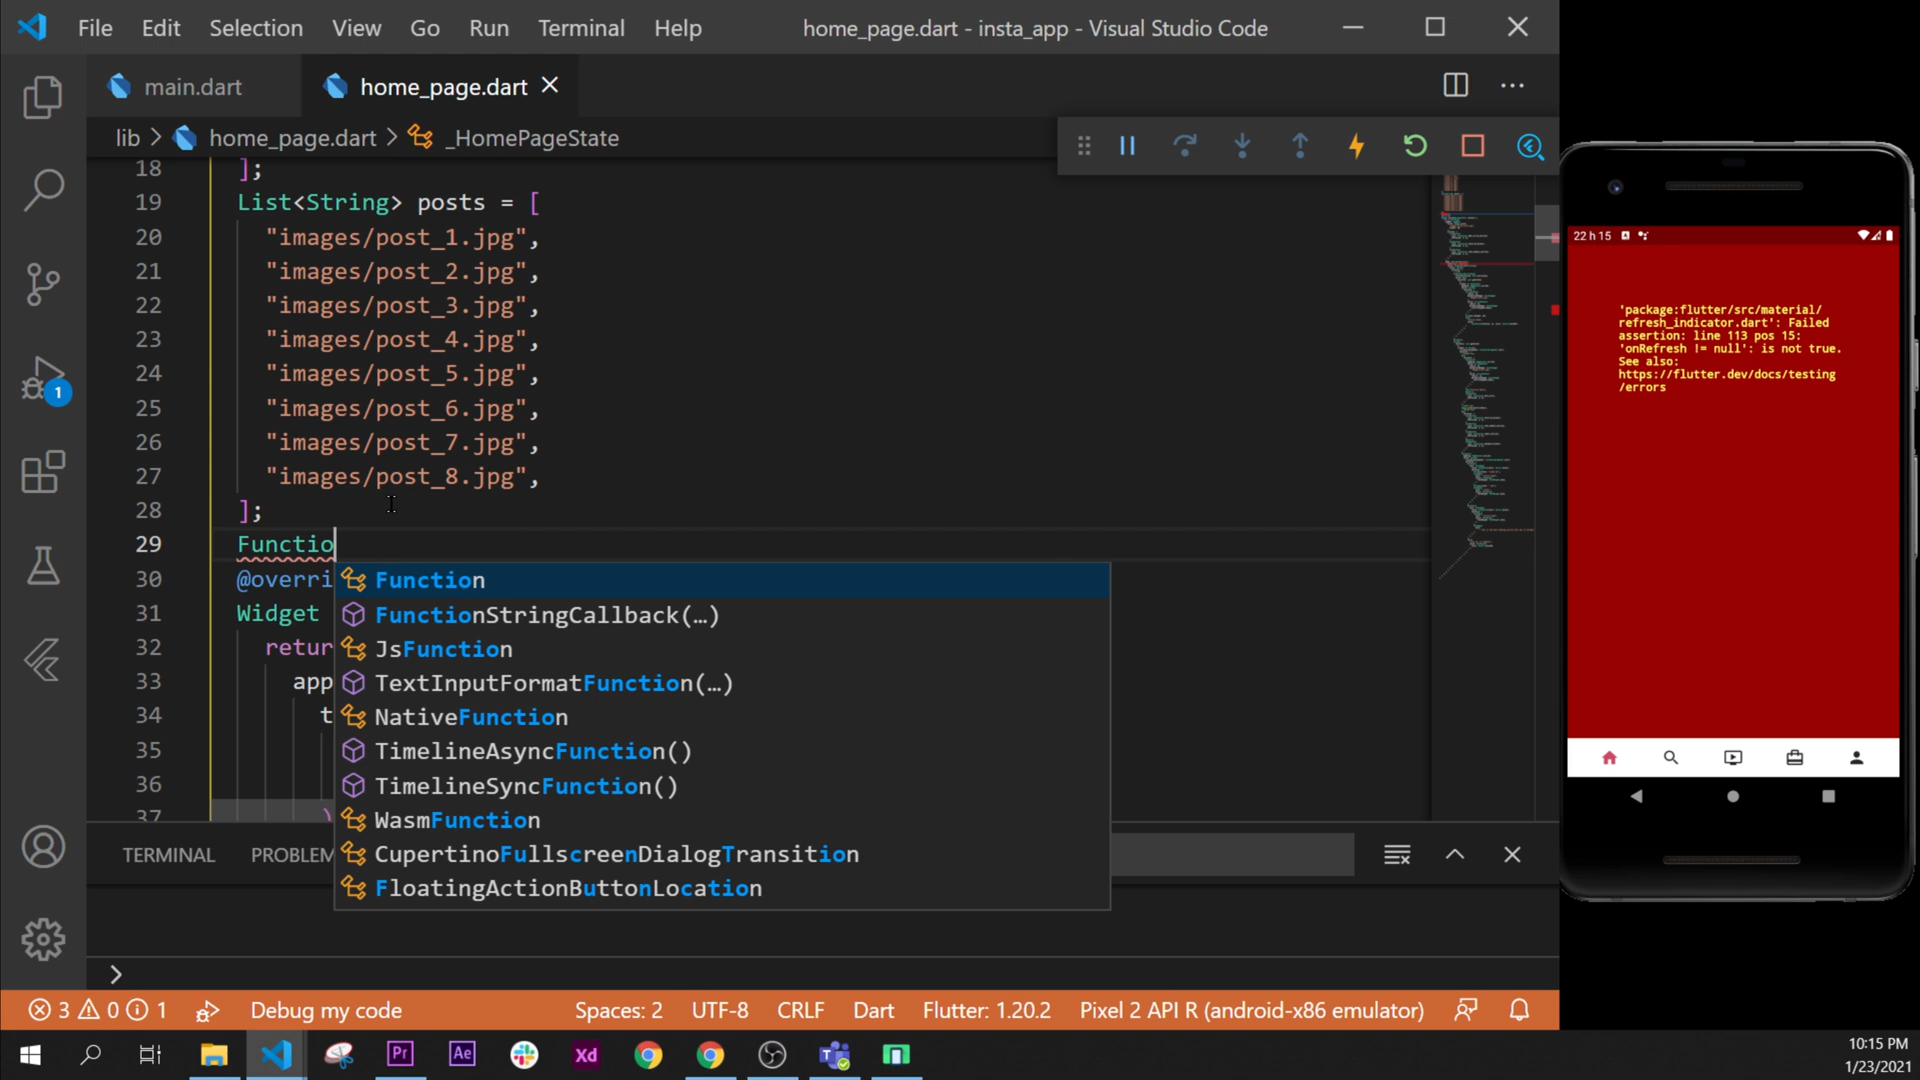 File Edit Selection View Go Run Terminal Help home_page.dart - insta_app - Visual Studio Code
main.dart home_page.dart
lib > home_page.dart > _HomePageState
18 ];
19 List<String> posts = [
20 "images/post_1.jpg",
21 "images/post_2.jpg",
22 "images/post_3.jpg",
23 "images/post_4.jpg",
24 "images/post_5.jpg",
25 "images/post_6.jpg",
26 "images/post_7.jpg",
27 "images/post_8.jpg",
28 ];
29 Functio
30 @overri
31 Widget
32 retur
33 app
34 t
35
36
37 )
Function
FunctionStringCallback(…)
JsFunction
TextInputFormatFunction(…)
NativeFunction
TimelineAsyncFunction()
TimelineSyncFunction()
WasmFunction
CupertinoFullscreenDialogTransition
FloatingActionButtonLocation
TERMINAL PROBLEM
>
1
3 0 1 Debug my code Spaces: 2 UTF-8 CRLF Dart Flutter: 1.20.2 Pixel 2 API R (android-x86 emulator)
Pr Ae Xd
10:15 PM
1/23/2021
22 h 15
'package:flutter/src/material/
refresh_indicator.dart': Failed
assertion: line 113 pos 15:
'onRefresh != null': is not true.
See also:
https://flutter.dev/docs/testing
/errors